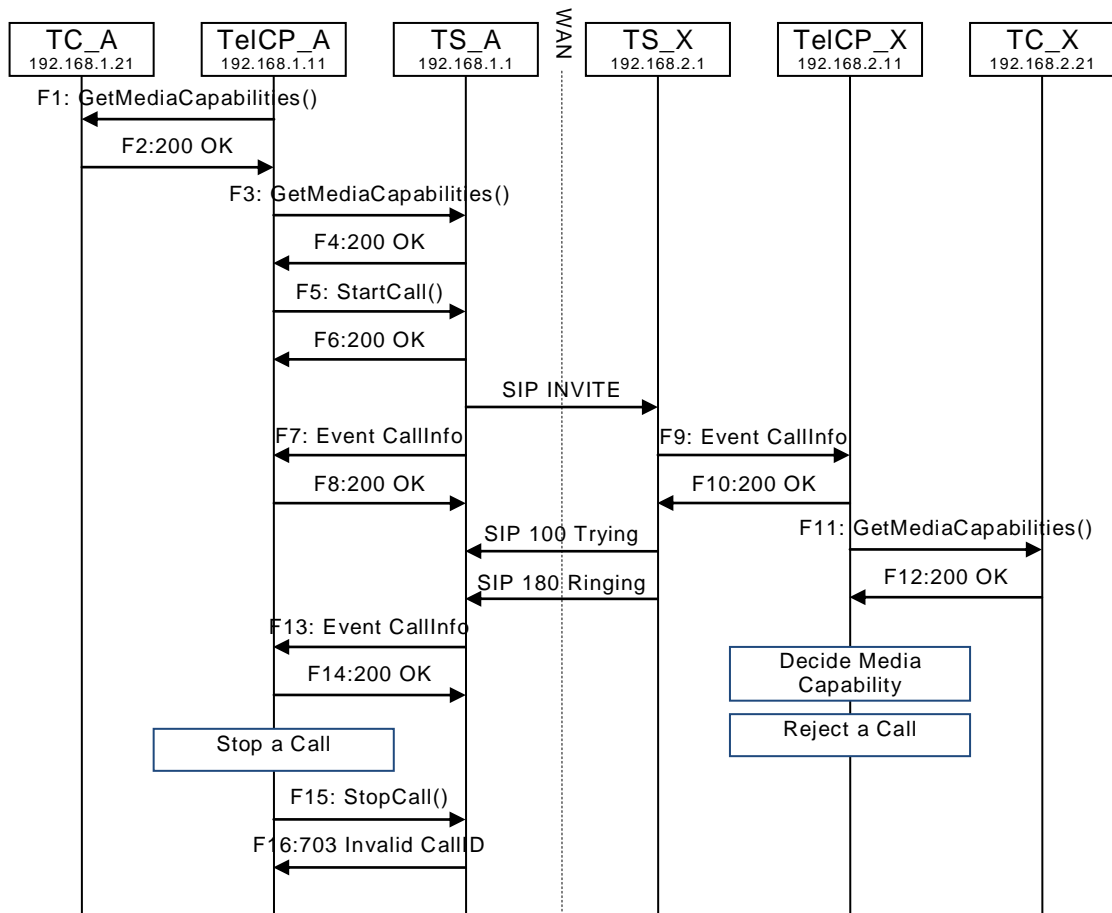 TC_A
192.168.1.21
TelCP_A
192.168.1.11
TS_A
192.168.1.1
WAN
TS_X
192.168.2.1
TelCP_X
192.168.2.11
TC_X
192.168.2.21
F1: GetMediaCapabilities()
F2:200 OK
F3: GetMediaCapabilities()
F4:200 OK
F5: StartCall()
F6:200 OK
SIP INVITE
F7: Event CallInfo
F9: Event CallInfo
F8:200 OK
F10:200 OK
SIP 100 Trying
F11: GetMediaCapabilities()
SIP 180 Ringing
F12:200 OK
F13: Event CallInfo
F14:200 OK
Decide Media
Capability
Stop a Call
Reject a Call
F15: StopCall()
F16:703 Invalid CallID